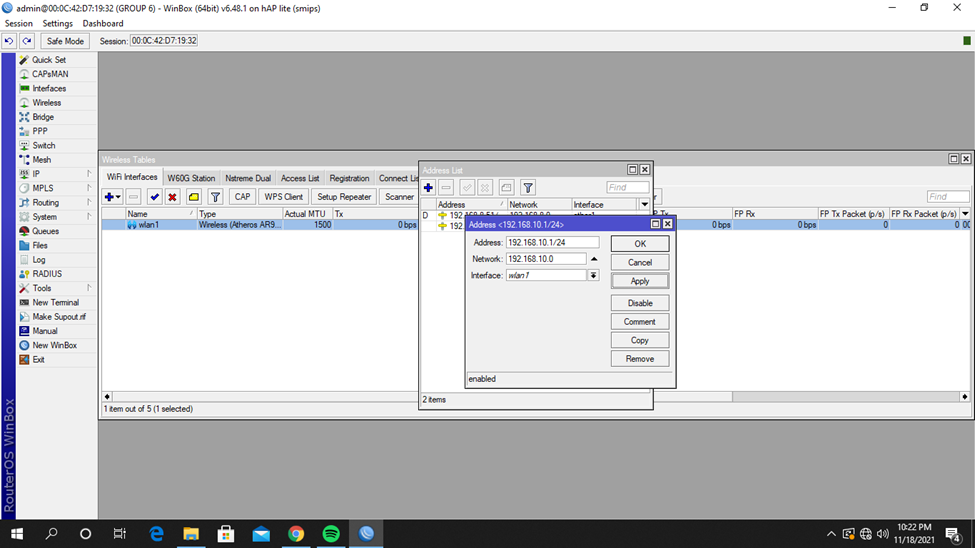 admin@00:0C:42:D7:19:32 (GROUP 6) - WinBox (64bit) v6.48.1 on hAP lite (smips)
Session Settings Dashboard
Safe Mode Session: 00:0C:42:D7:19:32
Quick Set
CAPsMAN
Interfaces
Wireless
Bridge
PPP
Switch
Mesh
IP
MPLS
Routing
System
Queues
Files
Log
RADIUS
Tools
New Terminal
Make Supout.rif
Manual
New WinBox
Exit
RouterOS WinBox
Wireless Tables
WiFi Interfaces W60G Station Nstreme Dual Access List Registration Connect Lis
CAP WPS Client Setup Repeater Scanner Find
Name Type Actual MTU Tx FP Rx FP Tx Packet (p/s) FP Rx Packet (p/s)
wlan1 Wireless (Atheros AR9... 1500 0 bps 0 bps 0 bps 0 0
1 item out of 5 (1 selected)
Address List
Find
Address Network Interface
D
192
2 items
Address <192.168.10.1/24>
Address: 192.168.10.1/24
Network: 192.168.10.0
Interface: wlan1
OK
Cancel
Apply
Disable
Comment
Copy
Remove
enabled
10:22 PM
11/18/2021
4